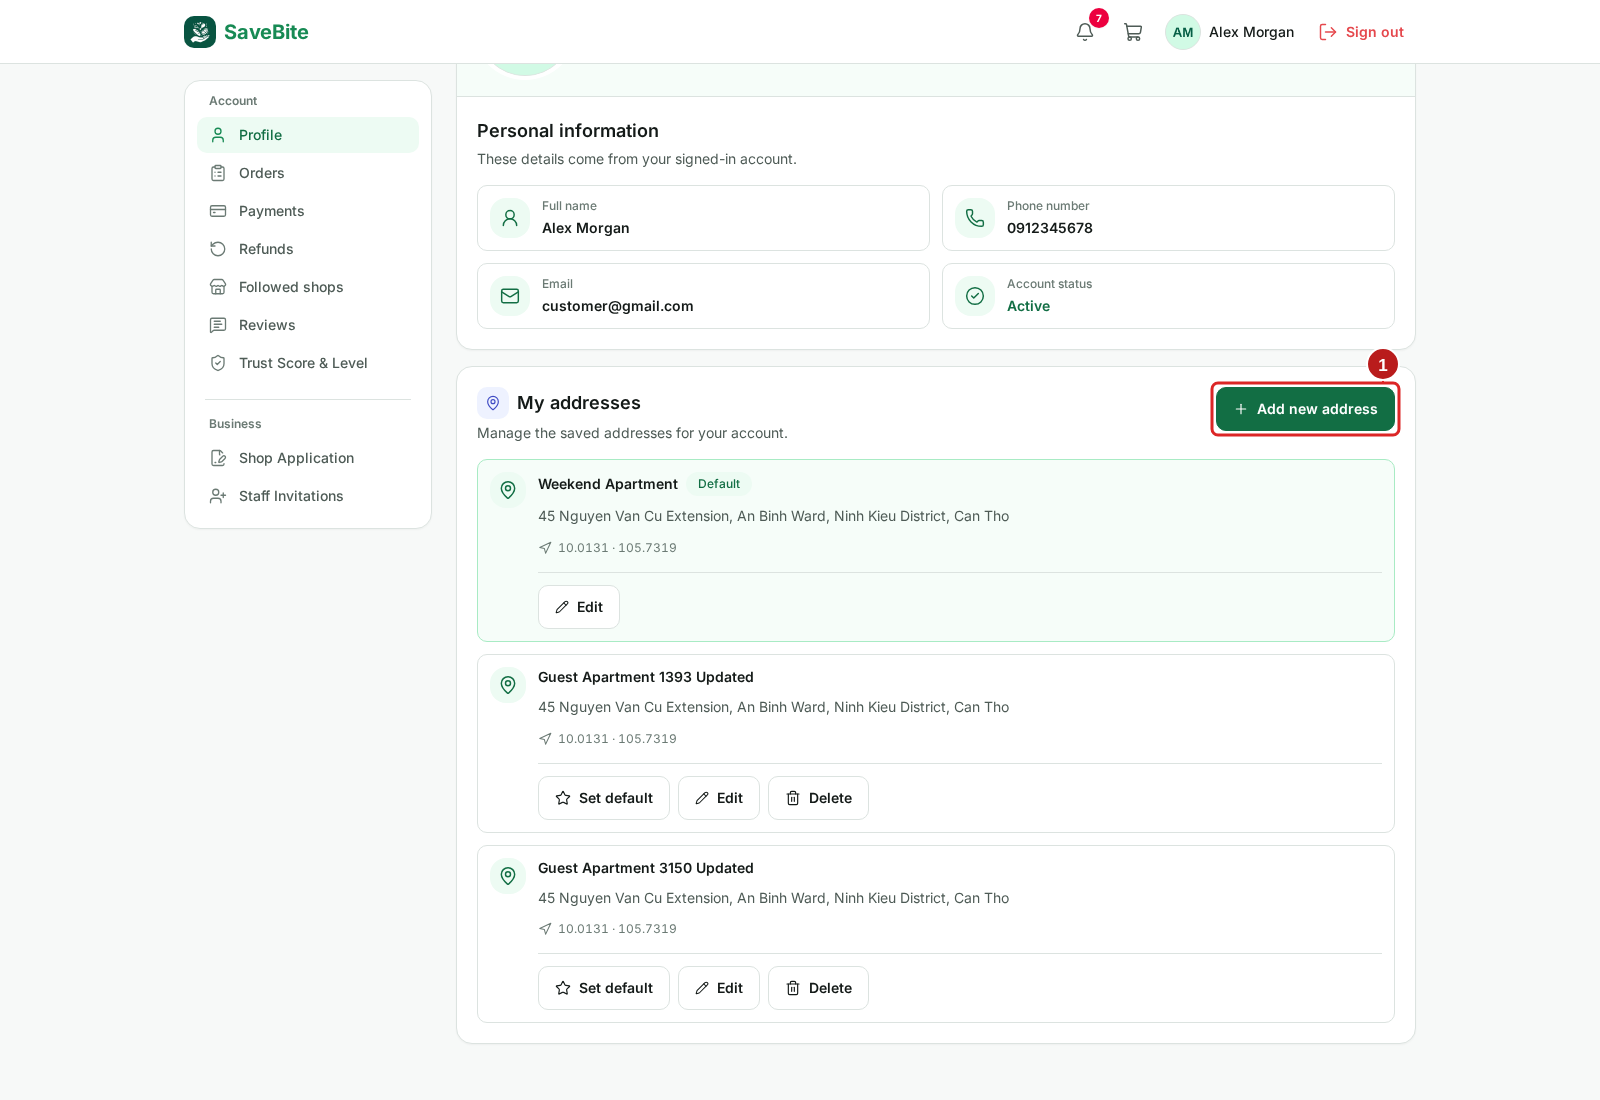 SaveBite
7
AM
Alex Morgan
Sign out
Account
Profile
Orders
Payments
Refunds
Followed shops
Reviews
Trust Score & Level
Business
Shop Application
Staff Invitations
Personal information
These details come from your signed-in account.
Full name
Alex Morgan
Phone number
0912345678
Email
customer@gmail.com
Account status
Active
1
My addresses
Manage the saved addresses for your account.
Add new address
Weekend Apartment Default
45 Nguyen Van Cu Extension, An Binh Ward, Ninh Kieu District, Can Tho
10.0131 · 105.7319
Edit
Guest Apartment 1393 Updated
45 Nguyen Van Cu Extension, An Binh Ward, Ninh Kieu District, Can Tho
10.0131 · 105.7319
Set default Edit Delete
Guest Apartment 3150 Updated
45 Nguyen Van Cu Extension, An Binh Ward, Ninh Kieu District, Can Tho
10.0131 · 105.7319
Set default Edit Delete